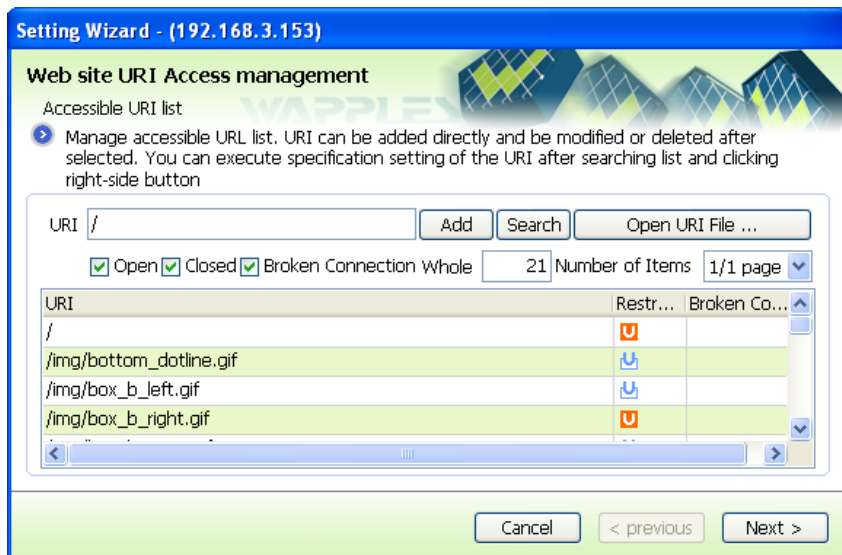 Setting Wizard - (192.168.3.153)
Web site URI Access management
WAPPLES
Accessible URI list
Manage accessible URL list. URI can be added directly and be modified or deleted after
selected. You can execute specification setting of the URI after searching list and clicking
right-side button
URI / Add Search Open URI File ...
Open Closed Broken Connection Whole 21 Number of Items 1/1 page
URI Restr... Broken Co...
/
/img/bottom_dotline.gif
/img/box_b_left.gif
/img/box_b_right.gif
Cancel < previous Next >